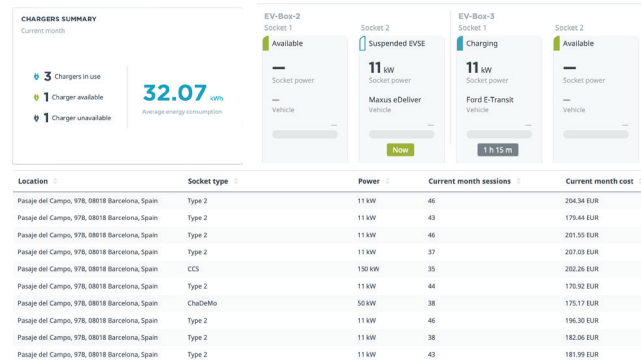 CHARGERS SUMMARY
Current month
3 Chargers in use
1 Charger available
1 Charger unavailable
32.07 kWh
Average energy consumption
EV-Box-2
Socket 1
Available
—
Socket power
—
Vehicle
—
Socket 2
Suspended EVSE
11 kW
Socket power
Maxus eDeliver
Vehicle
—
Now
EV-Box-3
Socket 1
Charging
11 kW
Socket power
Ford E-Transit
Vehicle
—
1 h 15 m
Socket 2
Available
—
Socket power
—
Vehicle
—
Location Socket type Power Current month sessions Current month cost
Pasaje del Campo, 97B, 08018 Barcelona, Spain Type 2 11 kW 46 204.34 EUR
Pasaje del Campo, 97B, 08018 Barcelona, Spain Type 2 11 kW 43 179.44 EUR
Pasaje del Campo, 97B, 08018 Barcelona, Spain Type 2 11 kW 46 201.55 EUR
Pasaje del Campo, 97B, 08018 Barcelona, Spain Type 2 11 kW 37 207.03 EUR
Pasaje del Campo, 97B, 08018 Barcelona, Spain CCS 150 kW 35 202.26 EUR
Pasaje del Campo, 97B, 08018 Barcelona, Spain Type 2 11 kW 44 170.92 EUR
Pasaje del Campo, 97B, 08018 Barcelona, Spain ChaDeMo 50 kW 38 175.17 EUR
Pasaje del Campo, 97B, 08018 Barcelona, Spain Type 2 11 kW 46 196.30 EUR
Pasaje del Campo, 97B, 08018 Barcelona, Spain Type 2 11 kW 38 182.06 EUR
Pasaje del Campo, 97B, 08018 Barcelona, Spain Type 2 11 kW 43 181.99 EUR